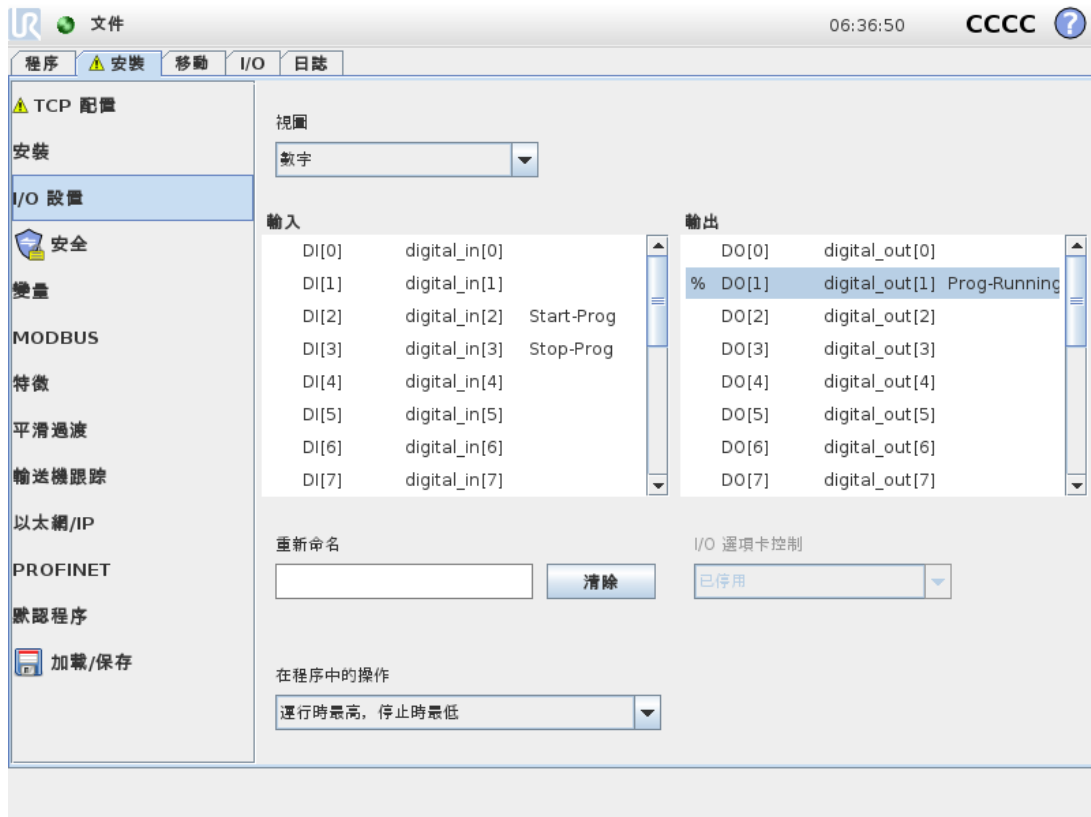 UR 文件 06:36:50 CCCC ?
程序 安裝 移動 I/O 日誌
TCP 配置
安裝
I/O 設置
安全
變量
MODBUS
特徵
平滑過渡
輸送機跟踪
以太網/IP
PROFINET
默認程序
加載/保存
視圖
數字
輸入
DI[0] digital_in[0]
DI[1] digital_in[1]
DI[2] digital_in[2] Start-Prog
DI[3] digital_in[3] Stop-Prog
DI[4] digital_in[4]
DI[5] digital_in[5]
DI[6] digital_in[6]
DI[7] digital_in[7]
輸出
DO[0] digital_out[0]
% DO[1] digital_out[1] Prog-Running
DO[2] digital_out[2]
DO[3] digital_out[3]
DO[4] digital_out[4]
DO[5] digital_out[5]
DO[6] digital_out[6]
DO[7] digital_out[7]
重新命名
清除
I/O 選項卡控制
已停用
在程序中的操作
運行時最高，停止時最低